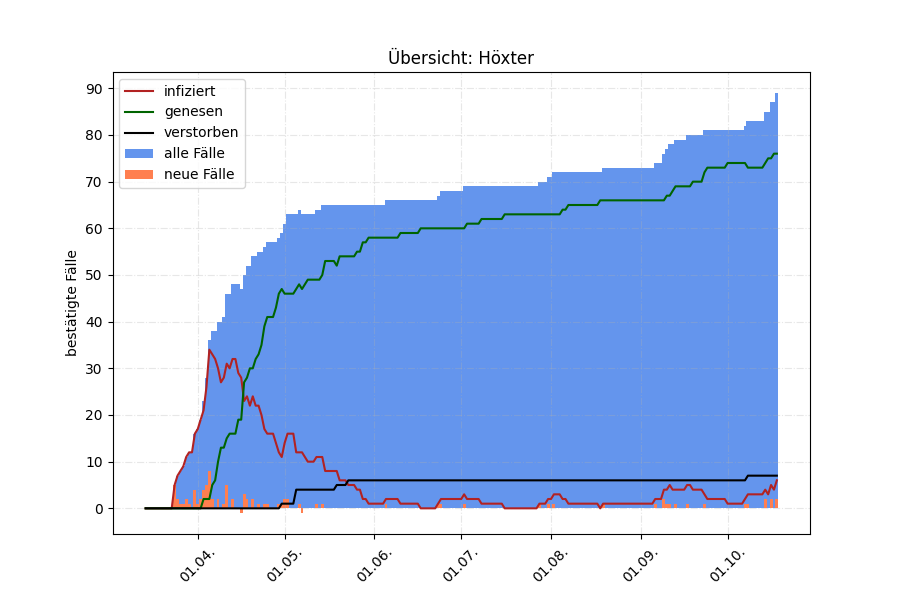 Übersicht: Höxter
infiziert
genesen
verstorben
alle Fälle
neue Fälle
bestätigte Fälle
90
80
70
60
50
40
30
20
10
0
01.04.
01.05.
01.06.
01.07.
01.08.
01.09.
01.10.